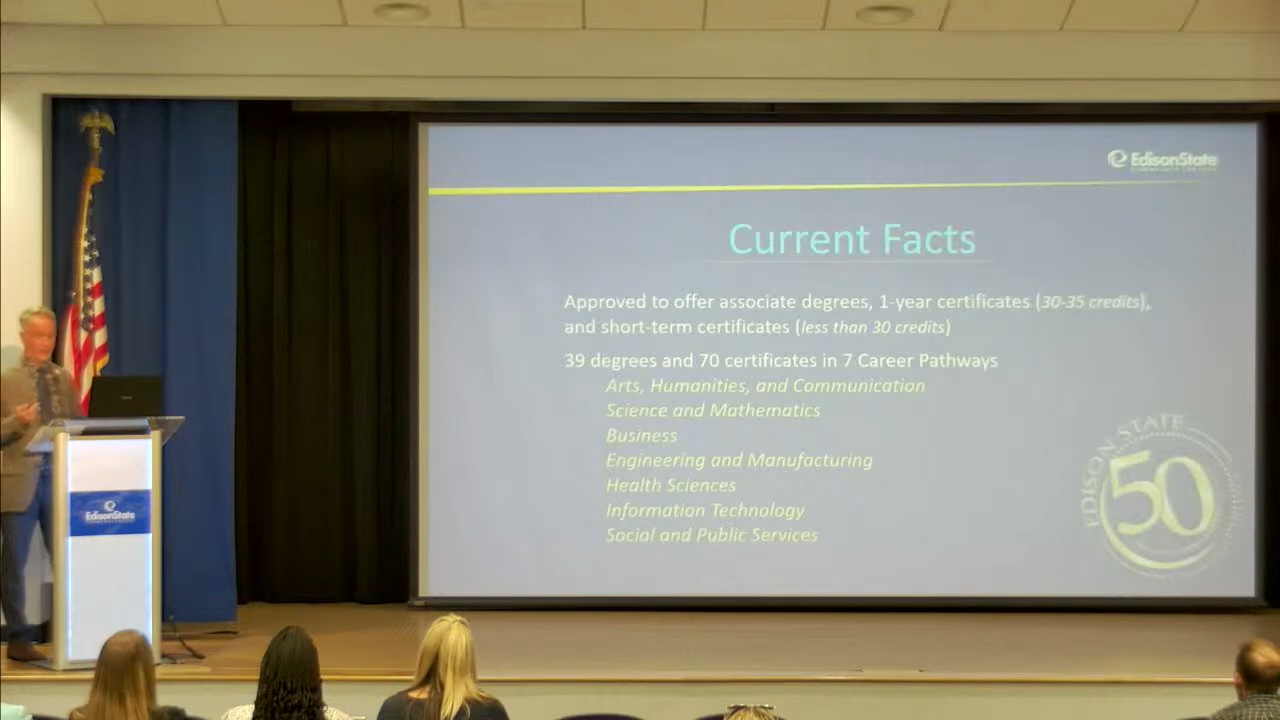 EdisonState
Current Facts
Approved to offer associate degrees, 1-year certificates (30-35 credits),
and short-term certificates (less than 30 credits)
39 degrees and 70 certificates in 7 Career Pathways
Arts, Humanities, and Communication
Science and Mathematics
Business
Engineering and Manufacturing
Health Sciences
Information Technology
Social and Public Services
EDISON STATE
50
EdisonState